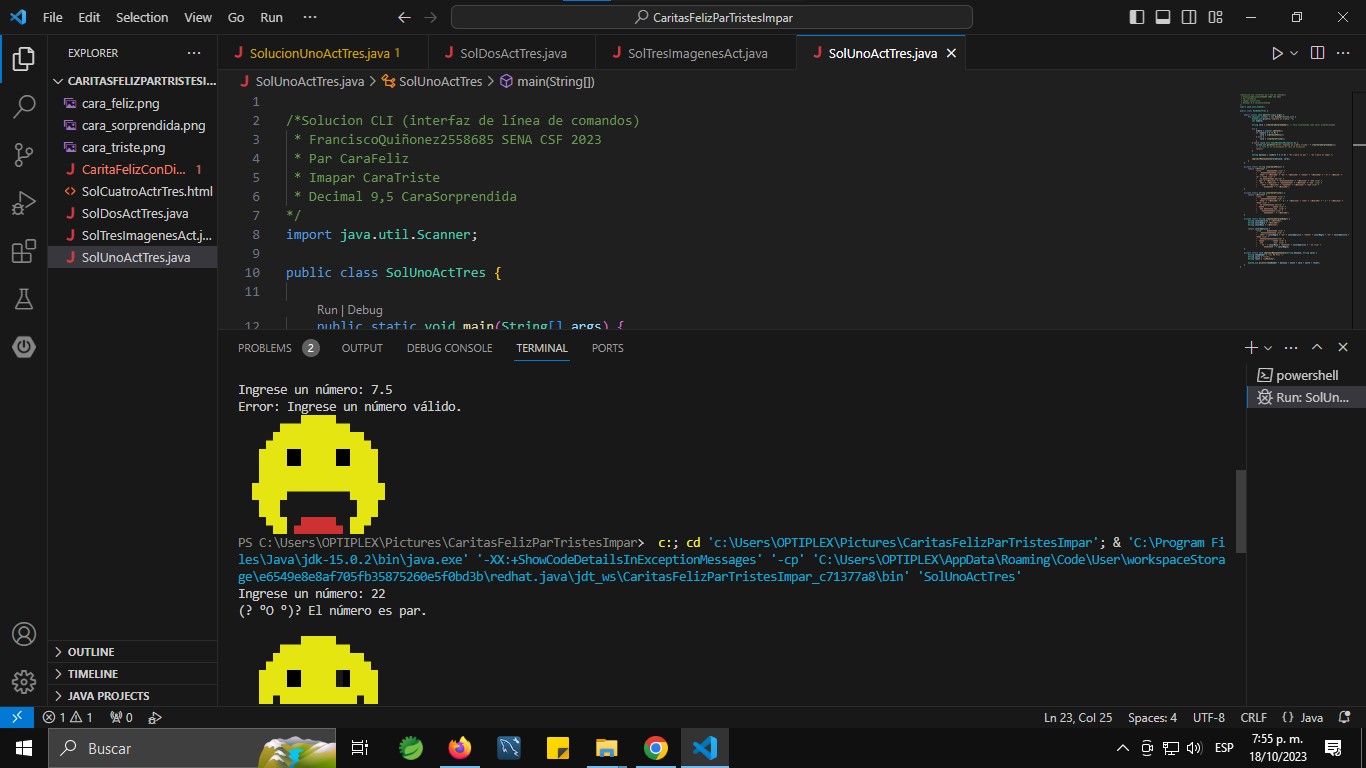 File Edit Selection View Go Run ··· CaritasFelizParTristesImpar
EXPLORER ···
CARITASFELIZPARTRISTESI...
cara_feliz.png
cara_sorprendida.png
cara_triste.png
CaritaFelizConDi... 1
SolCuatroActrTres.html
SolDosActTres.java
SolTresImagenesAct.j...
SolUnoActTres.java
OUTLINE
TIMELINE
JAVA PROJECTS
SolucionUnoActTres.java 1 SolDosActTres.java SolTresImagenesAct.java SolUnoActTres.java
SolUnoActTres.java > SolUnoActTres > main(String[])
1
2 /*Solucion CLI (interfaz de línea de comandos)
3 * FranciscoQuiñonez2558685 SENA CSF 2023
4 * Par CaraFeliz
5 * Imapar CaraTriste
6 * Decimal 9,5 CaraSorprendida
7 */
8 import java.util.Scanner;
9
10 public class SolUnoActTres {
11
Run | Debug
12 public static void main(String[] args) {
PROBLEMS 2 OUTPUT DEBUG CONSOLE TERMINAL PORTS
Ingrese un número: 7.5
Error: Ingrese un número válido.
PS C:\Users\OPTIPLEX\Pictures\CaritasFelizParTristesImpar> c:; cd 'c:\Users\OPTIPLEX\Pictures\CaritasFelizParTristesImpar'; & 'C:\Program Fi
les\Java\jdk-15.0.2\bin\java.exe' '-XX:+ShowCodeDetailsInExceptionMessages' '-cp' 'C:\Users\OPTIPLEX\AppData\Roaming\Code\User\workspaceStora
ge\e6549e8e8af705fb35875260e5f0bd3b\redhat.java\jdt_ws\CaritasFelizParTristesImpar_c71377a8\bin' 'SolUnoActTres'
Ingrese un número: 22
(? ºO º)? El número es par.
powershell
Run: SolUn...
1 1 0 Ln 23, Col 25 Spaces: 4 UTF-8 CRLF {} Java
Buscar
ESP
7:55 p. m.
18/10/2023